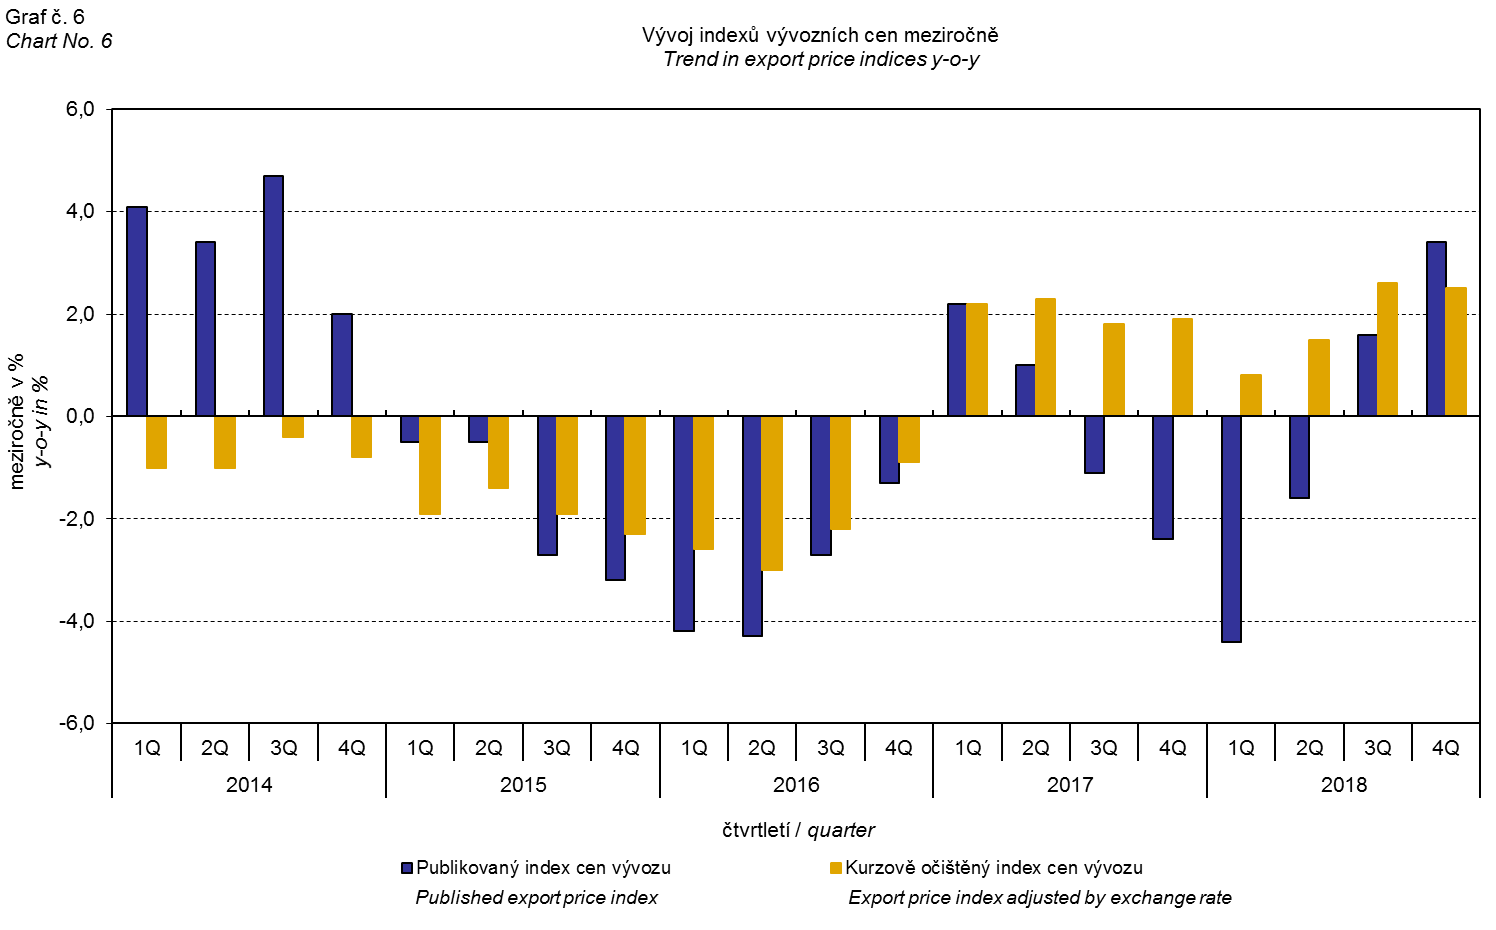 Graf č. 6
Chart No. 6
Vývoj indexů vývozních cen meziročně
Trend in export price indices y-o-y
meziročně v %
y-o-y in %
6,0
4,0
2,0
0,0
-2,0
-4,0
-6,0
1Q 2Q 3Q 4Q 1Q 2Q 3Q 4Q 1Q 2Q 3Q 4Q 1Q 2Q 3Q 4Q 1Q 2Q 3Q 4Q
2014 2015 2016 2017 2018
čtvrtletí / quarter
Publikovaný index cen vývozu Kurzově očištěný index cen vývozu
Published export price index Export price index adjusted by exchange rate